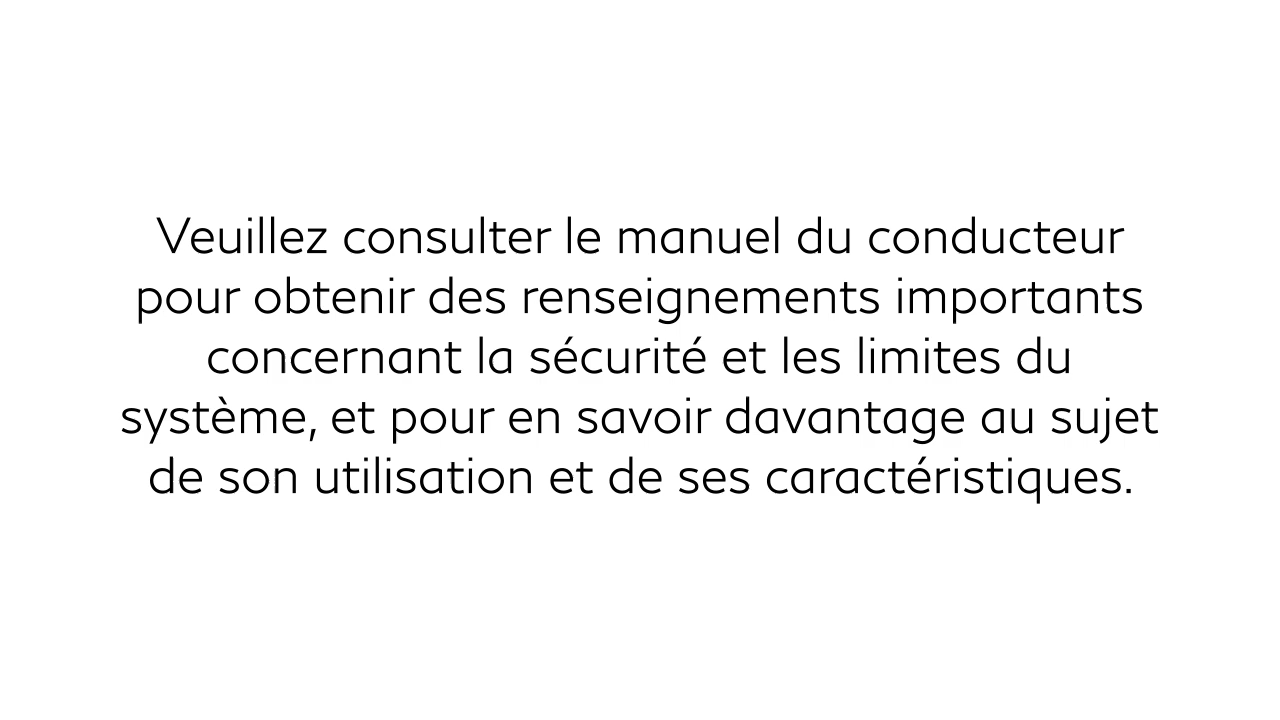 Veuillez consulter le manuel du conducteur
pour obtenir des renseignements importants
concernant la sécurité et les limites du
système, et pour en savoir davantage au sujet
de son utilisation et de ses caractéristiques.